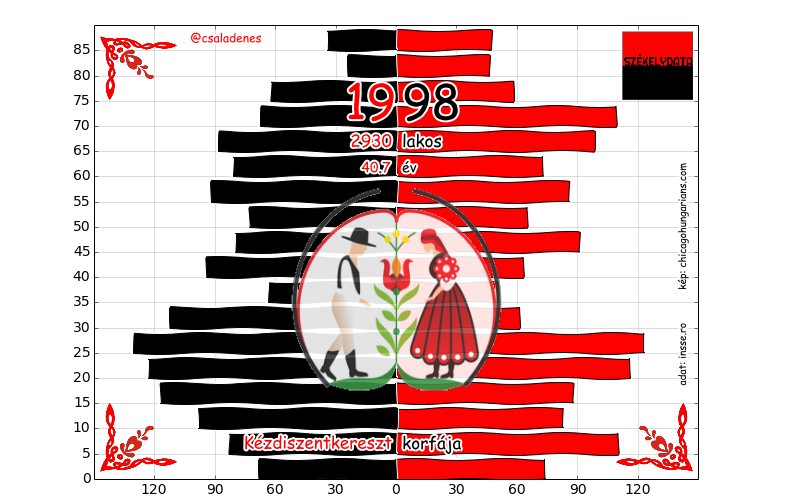 @csaladenes
SZÉKELYDATA
1998
2930 lakos
40.7 év
kép: chicagohungarians.com
adat: insse.ro
Kézdiszentkereszt korfája
85
80
75
70
65
60
55
50
45
40
35
30
25
20
15
10
5
0
120 90 60 30 0 30 60 90 120